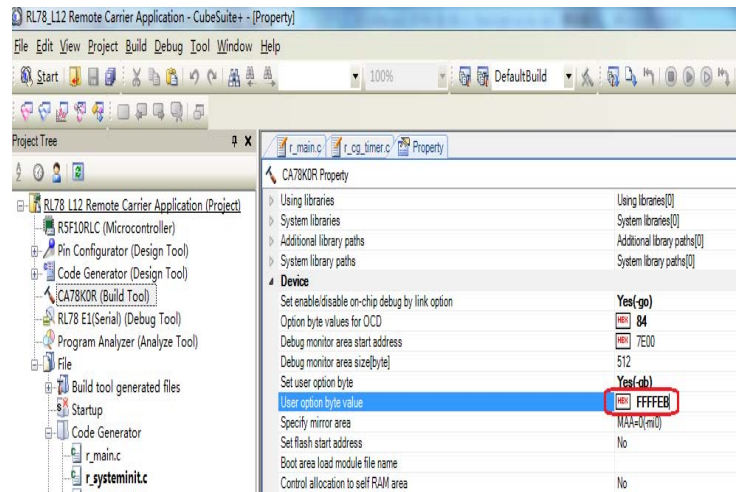 RL78_L12 Remote Carrier Application - CubeSuite+ - [Property]
File Edit View Project Build Debug Tool Window Help
Start 100% DefaultBuild
Project Tree
r_main.c r_cg_timer.c Property
CA78K0R Property
RL78 L12 Remote Carrier Application (Project)
R5F10RLC (Microcontroller)
Pin Configurator (Design Tool)
Code Generator (Design Tool)
CA78K0R (Build Tool)
RL78 E1(Serial) (Debug Tool)
Program Analyzer (Analyze Tool)
File
Build tool generated files
Startup
Code Generator
r_main.c
r_systeminit.c
Using libraries Using libraries[0]
System libraries System libraries[0]
Additional library paths Additional library paths[0]
System library paths System library paths[0]
Device
Set enable/disable on-chip debug by link option Yes(-go)
Option byte values for OCD HEX 84
Debug monitor area start address HEX 7E00
Debug monitor area size[byte] 512
Set user option byte Yes(-gb)
User option byte value HEX FFFFE8
Specify mirror area MAA=0(-mi0)
Set flash start address No
Boot area load module file name
Control allocation to self RAM area No